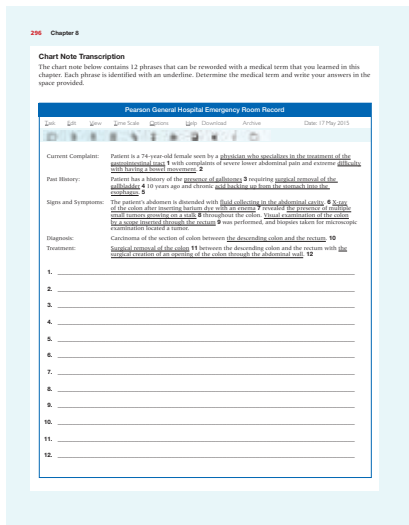 296 Chapter 8
Chart Note Transcription
The chart note below contains 12 phrases that can be reworded with a medical term that you learned in this
chapter. Each phrase is identified with an underline. Determine the medical term and write your answers in the
space provided.
Pearson General Hospital Emergency Room Record
Task Edit View Time Scale Options Help Download Archive Date: 17 May 2015
Current Complaint: Patient is a 74-year-old female seen by a physician who specializes in the treatment of the
gastrointestinal tract 1 with complaints of severe lower abdominal pain and extreme difficulty
with having a bowel movement. 2
Past History: Patient has a history of the presence of gallstones 3 requiring surgical removal of the
gallbladder 4 10 years ago and chronic acid backing up from the stomach into the
esophagus. 5
Signs and Symptoms: The patient's abdomen is distended with fluid collecting in the abdominal cavity. 6 X-ray
of the colon after inserting barium dye with an enema 7 revealed the presence of multiple
small tumors growing on a stalk 8 throughout the colon. Visual examination of the colon
by a scope inserted through the rectum 9 was performed, and biopsies taken for microscopic
examination located a tumor.
Diagnosis: Carcinoma of the section of colon between the descending colon and the rectum. 10
Treatment: Surgical removal of the colon 11 between the descending colon and the rectum with the
surgical creation of an opening of the colon through the abdominal wall. 12
1.
2.
3.
4.
5.
6.
7.
8.
9.
10.
11.
12.